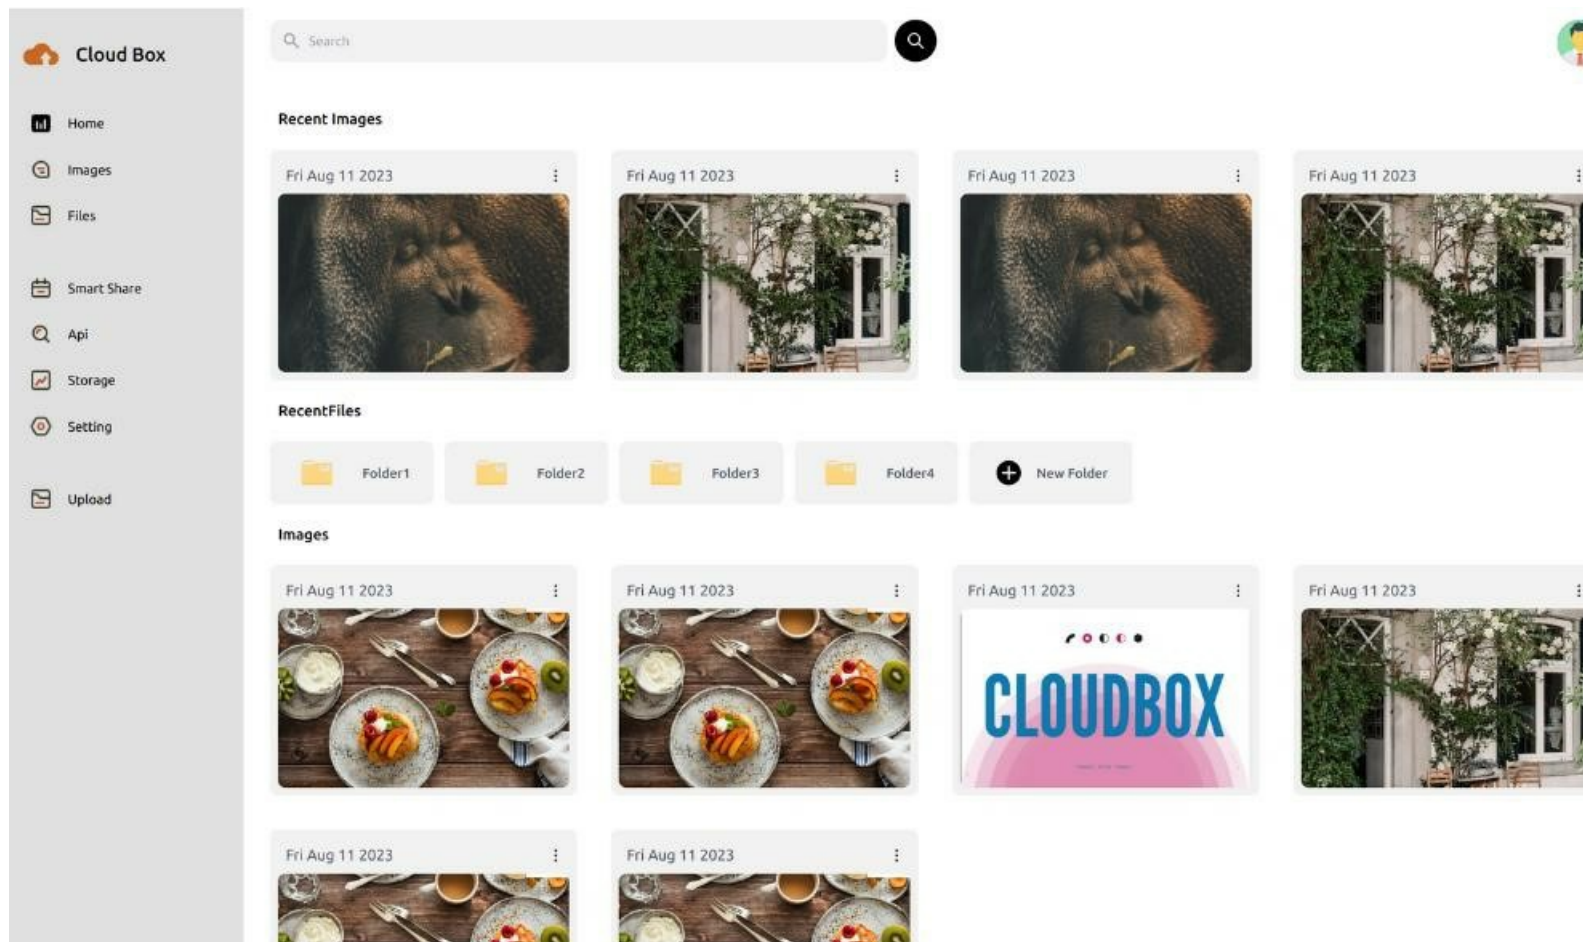 Cloud Box
Home
Images
Files
Smart Share
Api
Storage
Setting
Upload
Search
Recent Images
Fri Aug 11 2023
Fri Aug 11 2023
Fri Aug 11 2023
Fri Aug 11 2023
RecentFiles
Folder1
Folder2
Folder3
Folder4
New Folder
Images
Fri Aug 11 2023
Fri Aug 11 2023
Fri Aug 11 2023
CLOUDBOX
Fri Aug 11 2023
Fri Aug 11 2023
Fri Aug 11 2023